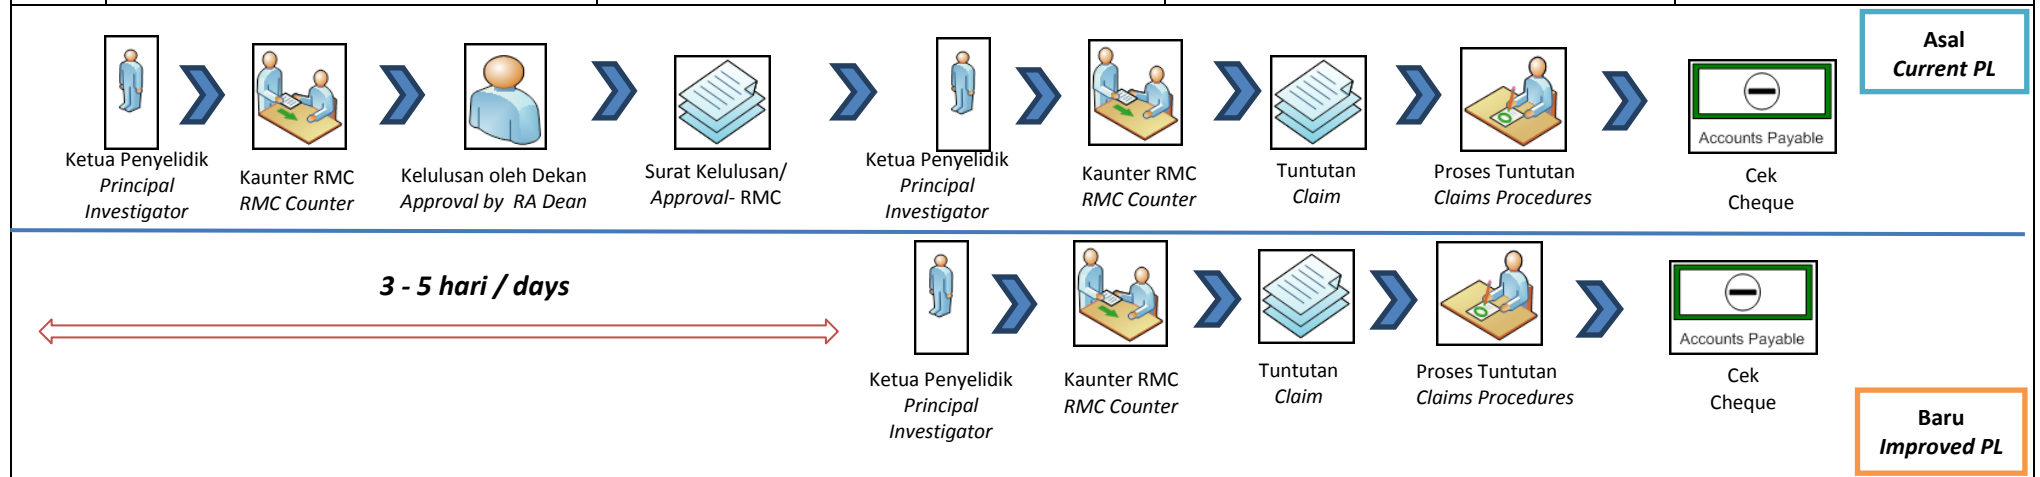 Asal
Current PL
Accounts Payable
Ketua Penyelidik
Principal
Investigator
Kaunter RMC
RMC Counter
Kelulusan oleh Dekan
Approval by RA Dean
Surat Kelulusan/
Approval- RMC
Ketua Penyelidik
Principal
Investigator
Kaunter RMC
RMC Counter
Tuntutan
Claim
Proses Tuntutan
Claims Procedures
Cek
Cheque
3 - 5 hari / days
Accounts Payable
Ketua Penyelidik
Principal
Investigator
Kaunter RMC
RMC Counter
Tuntutan
Claim
Proses Tuntutan
Claims Procedures
Cek
Cheque
Baru
Improved PL